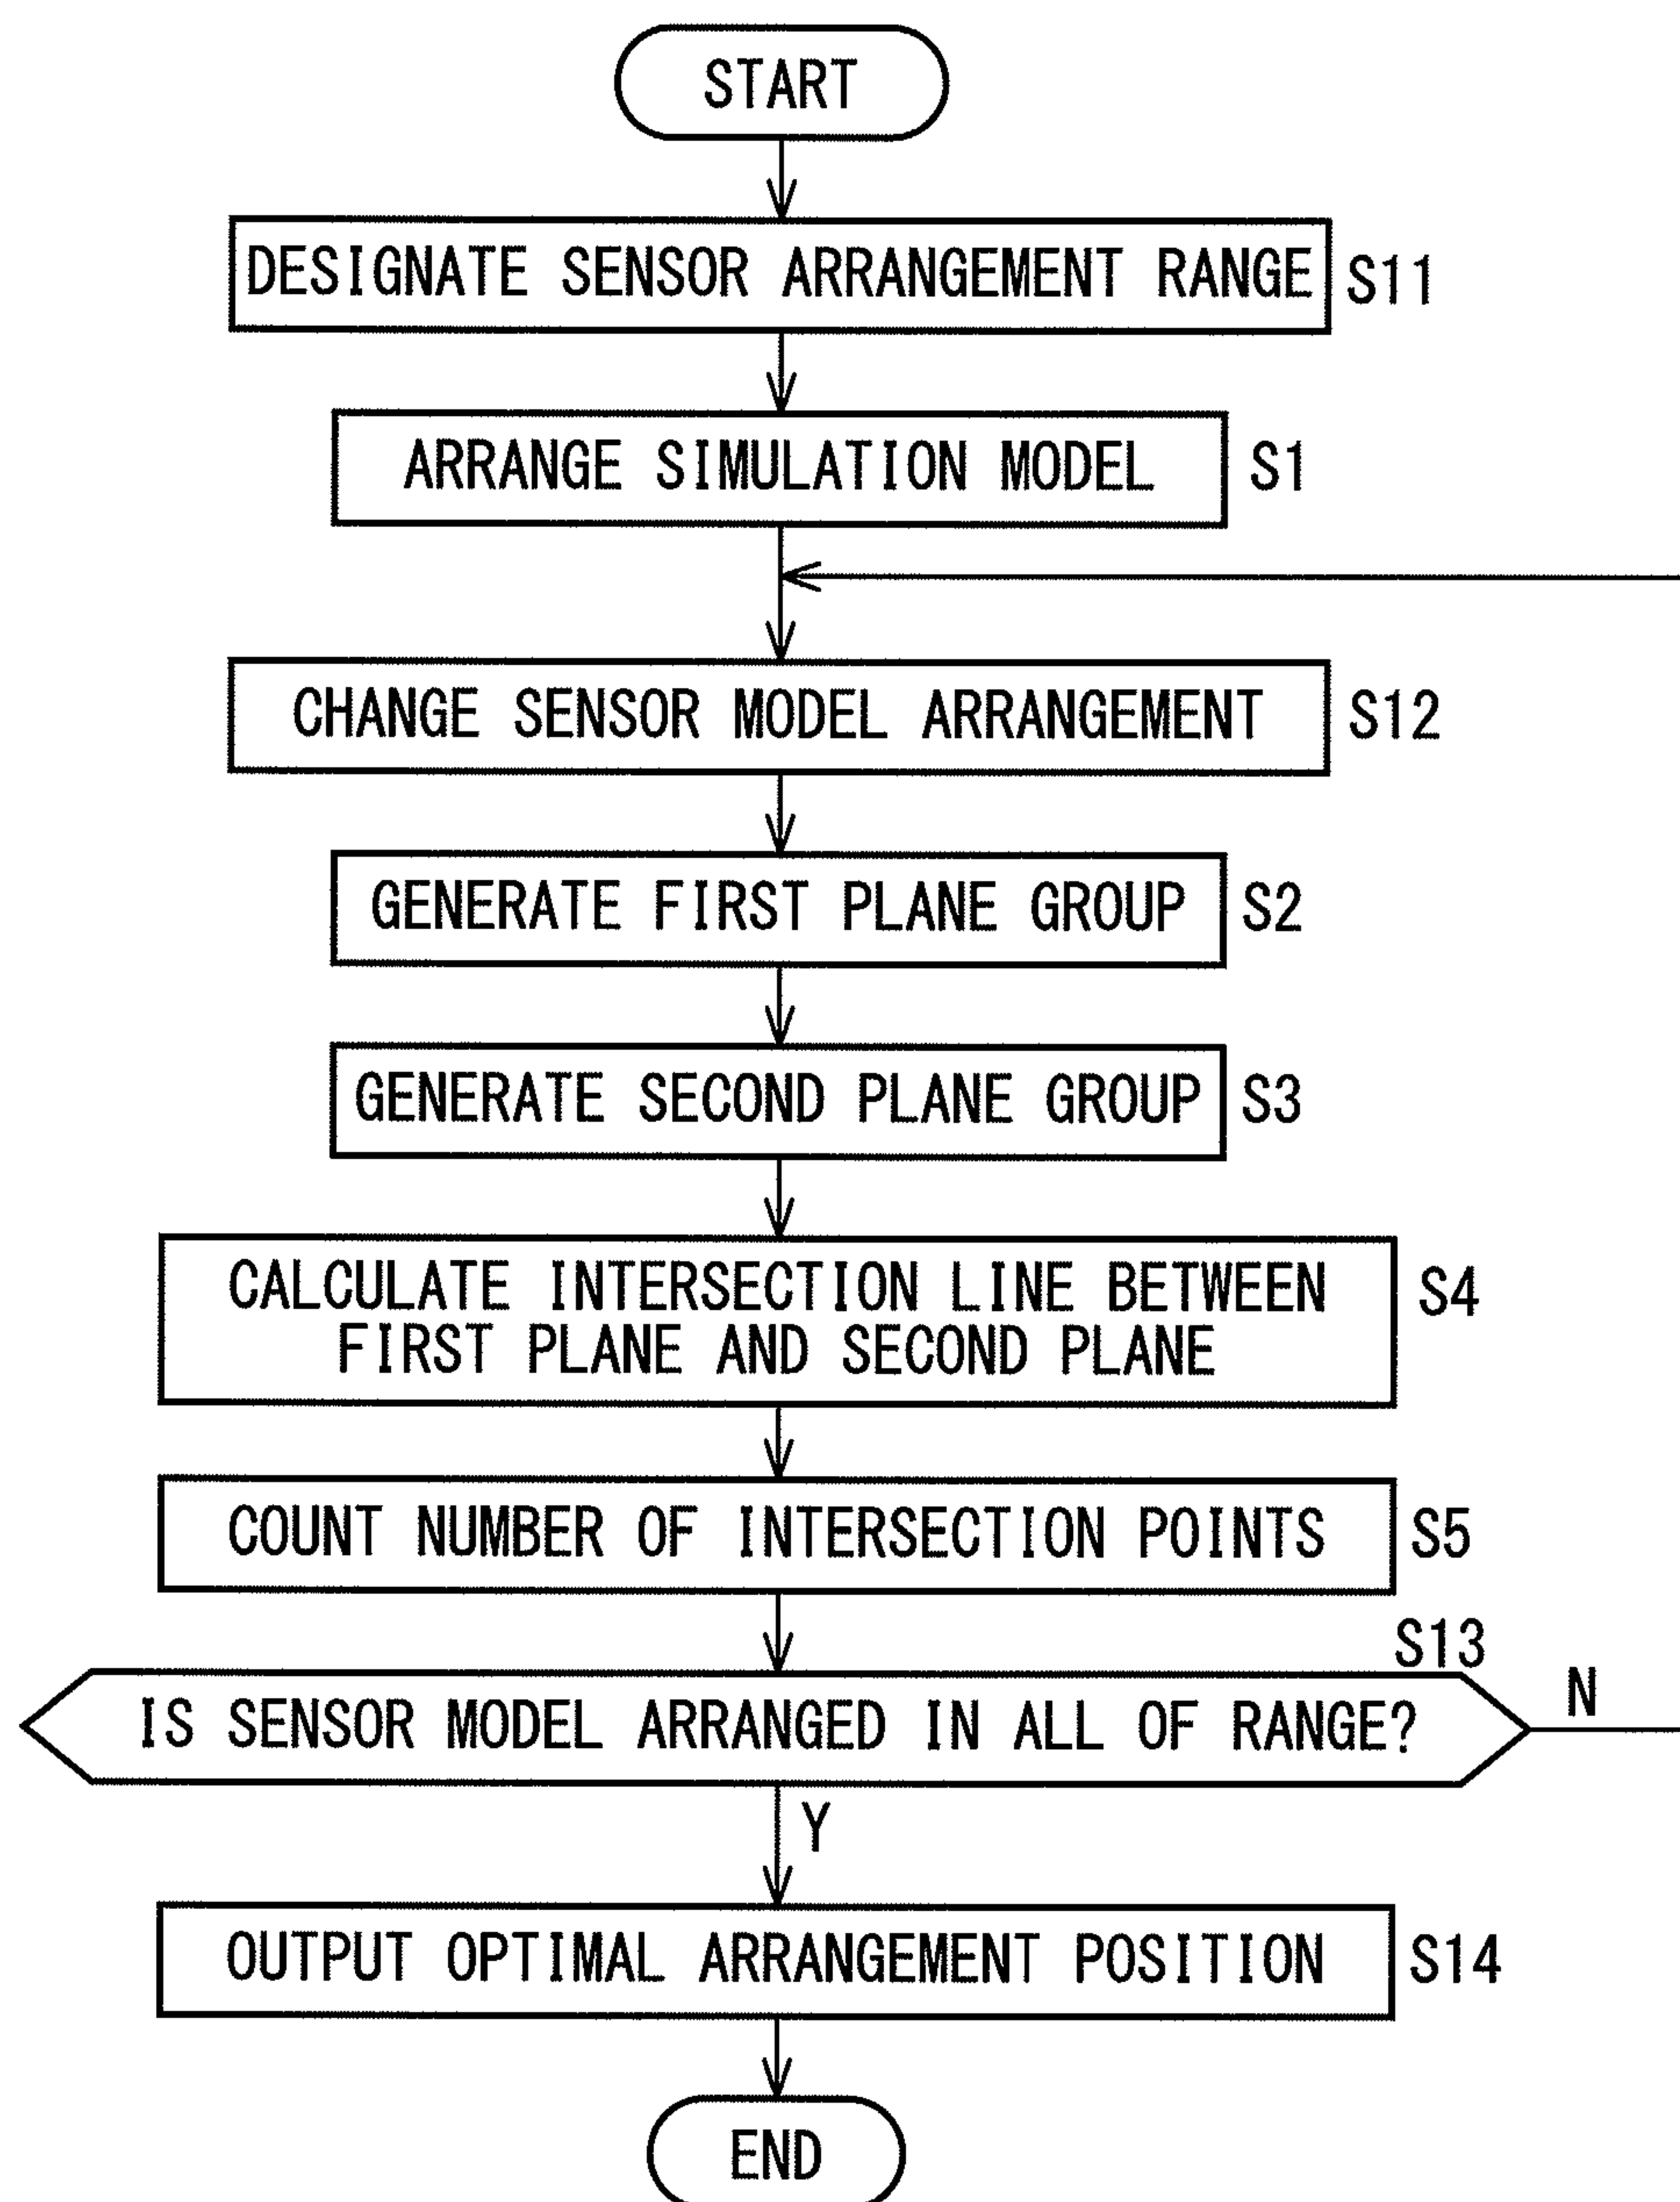 START
DESIGNATE SENSOR ARRANGEMENT RANGE S11
ARRANGE SIMULATION MODEL S1
CHANGE SENSOR MODEL ARRANGEMENT S12
GENERATE FIRST PLANE GROUP S2
GENERATE SECOND PLANE GROUP S3
CALCULATE INTERSECTION LINE BETWEEN S4
FIRST PLANE AND SECOND PLANE
COUNT NUMBER OF INTERSECTION POINTS S5
S13
IS SENSOR MODEL ARRANGED IN ALL OF RANGE? N
Y
OUTPUT OPTIMAL ARRANGEMENT POSITION S14
END